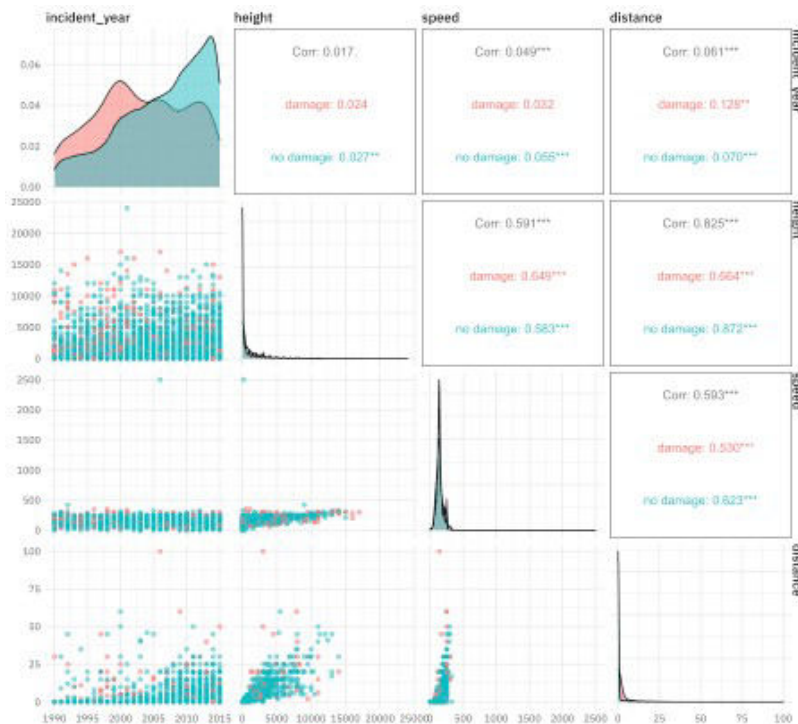 incident_year height speed distance
0.06
0.04
0.02
0.00
Corr: 0.017.
damage: 0.024
no damage: 0.027**
Corr: 0.049***
damage: 0.032
no damage: 0.055***
Corr: 0.061***
damage: 0.128**
no damage: 0.070***
incident_year
25000
20000
15000
10000
5000
0
Corr: 0.591***
damage: 0.649***
no damage: 0.583***
Corr: 0.825***
damage: 0.664***
no damage: 0.872***
height
2500
2000
1500
1000
500
0
Corr: 0.593***
damage: 0.530***
no damage: 0.623***
speed
100
75
50
25
0
distance
1990 1995 2000 2005 2010 2015
0 5000 10000 15000 20000
500 1000 1500 2000 2500
0 25 50 75 100